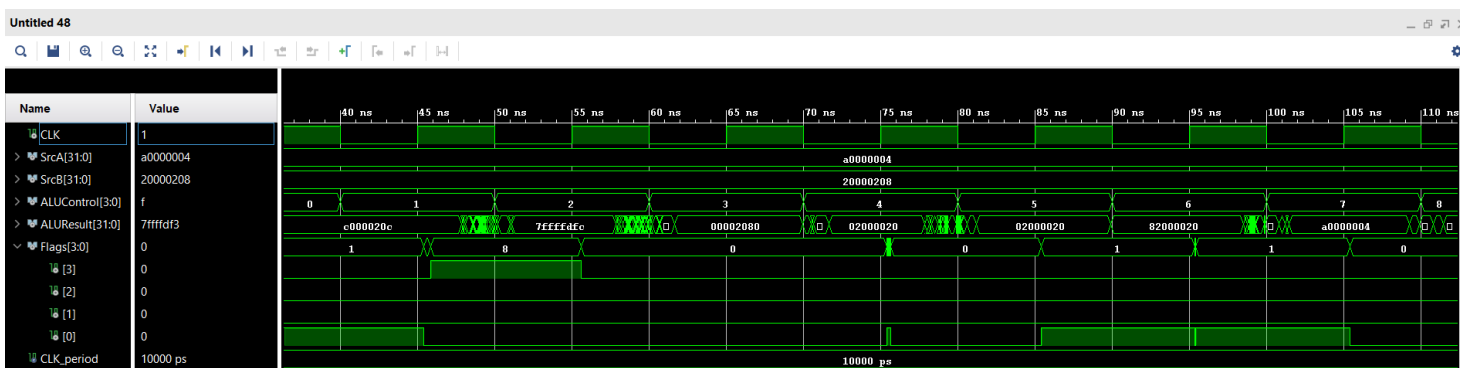 Untitled 48
Name Value
40 ns 45 ns 50 ns 55 ns 60 ns 65 ns 70 ns 75 ns 80 ns 85 ns 90 ns 95 ns 100 ns 105 ns 110 ns
CLK 1
SrcA[31:0] a0000004 a0000004
SrcB[31:0] 20000208 20000208
ALUControl[3:0] f 0 1 2 3 4 5 6 7 8
ALUResult[31:0] 7ffffdf3 c000020c 7ffffdfc 00002080 02000020 02000020 82000020 a0000004
Flags[3:0] 0 1 8 0 0 1 1 0
[3] 0
[2] 0
[1] 0
[0] 0
CLK_period 10000 ps 10000 ps